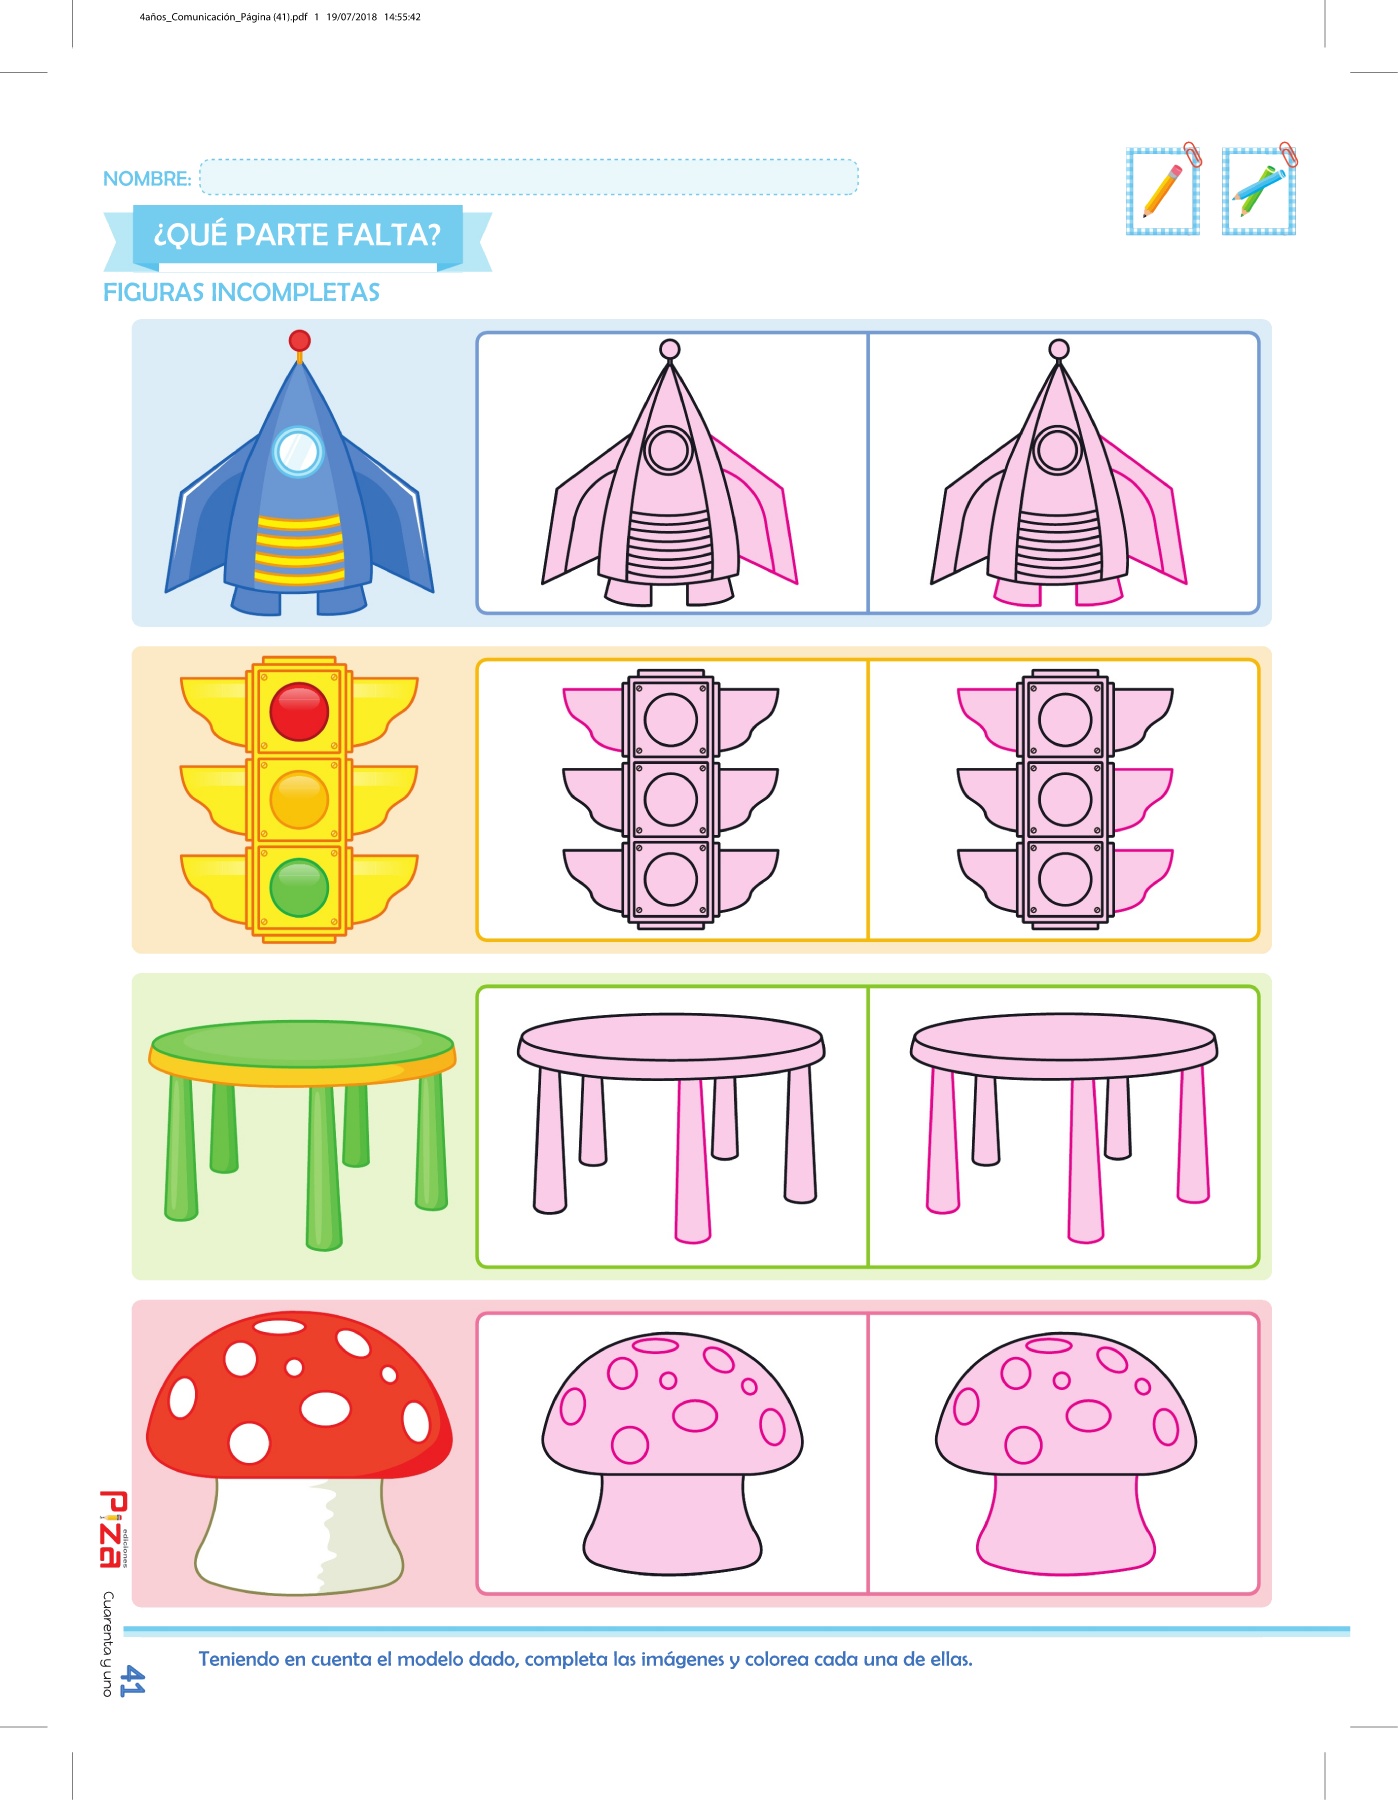 4años_Comunicación_Página (41).pdf 1 19/07/2018 14:55:42
NOMBRE:
¿QUÉ PARTE FALTA?
FIGURAS INCOMPLETAS
Piza
ediciones
Cuarenta y uno
41
Teniendo en cuenta el modelo dado, completa las imágenes y colorea cada una de ellas.